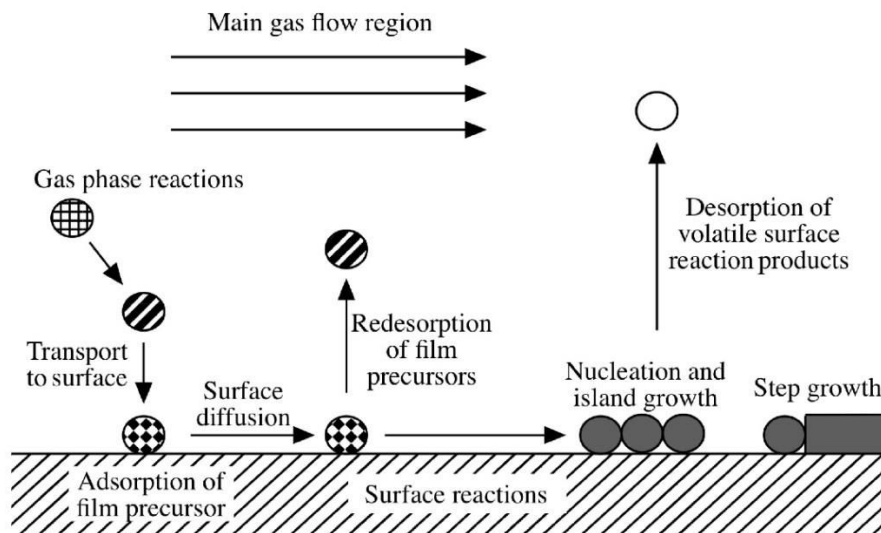 Main gas flow region
Gas phase reactions
Desorption of
volatile surface
reaction products
Transport
to surface
Redesorption
of film
precursors
Surface
diffusion
Nucleation and
island growth
Step growth
Adsorption of
film precursor
Surface reactions